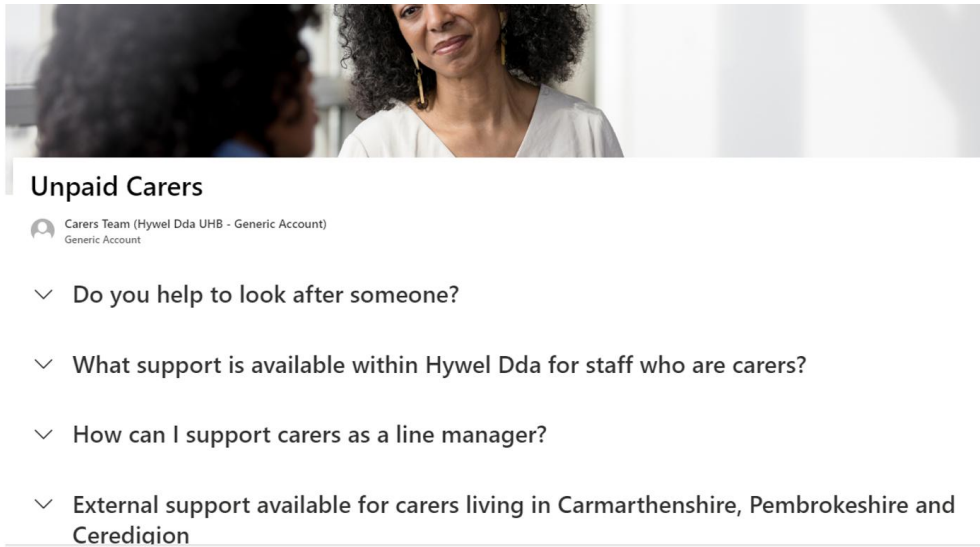 Unpaid Carers
Carers Team (Hywel Dda UHB - Generic Account)
Generic Account
Do you help to look after someone?
What support is available within Hywel Dda for staff who are carers?
How can I support carers as a line manager?
External support available for carers living in Carmarthenshire, Pembrokeshire and
Ceredigion